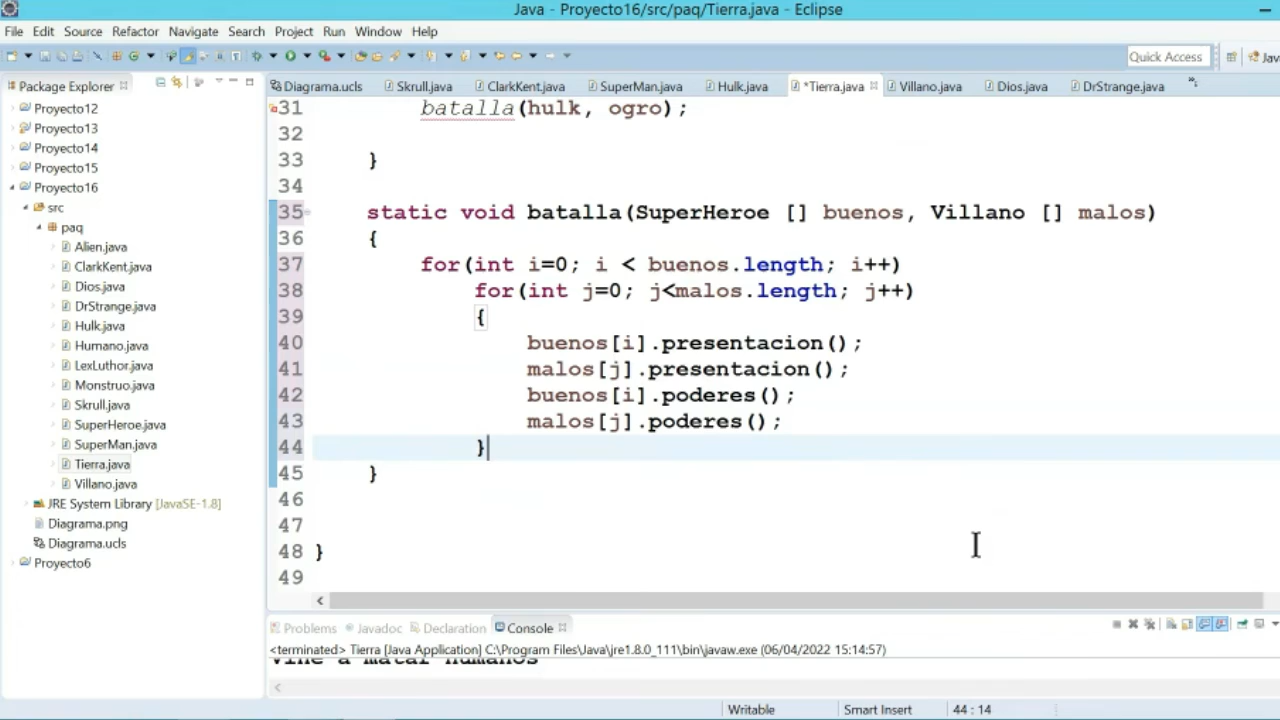 Java - Proyecto16/src/paq/Tierra.java - Eclipse
File Edit Source Refactor Navigate Search Project Run Window Help
Quick Access
Java
Package Explorer
Diagrama.ucls Skrull.java ClarkKent.java SuperMan.java Hulk.java *Tierra.java Villano.java Dios.java DrStrange.java
Proyecto12
Proyecto13
Proyecto14
Proyecto15
Proyecto16
src
paq
Alien.java
ClarkKent.java
Dios.java
DrStrange.java
Hulk.java
Humano.java
LexLuthor.java
Monstruo.java
Skrull.java
SuperHeroe.java
SuperMan.java
Tierra.java
Villano.java
JRE System Library [JavaSE-1.8]
Diagrama.png
Diagrama.ucls
Proyecto6
31 batalla(hulk, ogro);
32
33 }
34
35 static void batalla(SuperHeroe [] buenos, Villano [] malos)
36 {
37 for(int i=0; i < buenos.length; i++)
38 for(int j=0; j<malos.length; j++)
39 {
40 buenos[i].presentacion();
41 malos[j].presentacion();
42 buenos[i].poderes();
43 malos[j].poderes();
44 }
45 }
46
47
48 }
49
Problems Javadoc Declaration Console
<terminated> Tierra [Java Application] C:\Program Files\Java\jre1.8.0_111\bin\javaw.exe (06/04/2022 15:14:57)
Vine a matar humanos
Writable Smart Insert 44 : 14